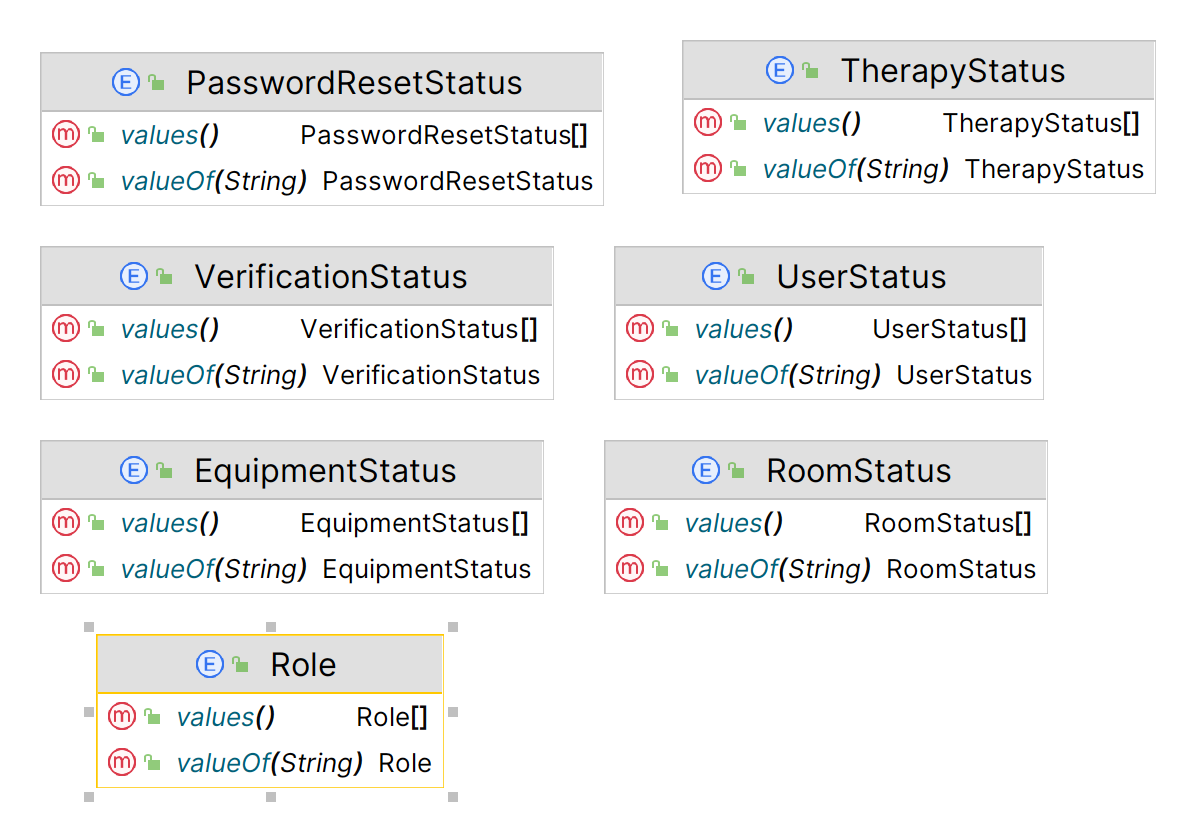 E PasswordResetStatus
m values() PasswordResetStatus[]
m valueOf(String) PasswordResetStatus
E TherapyStatus
m values() TherapyStatus[]
m valueOf(String) TherapyStatus
E VerificationStatus
m values() VerificationStatus[]
m valueOf(String) VerificationStatus
E UserStatus
m values() UserStatus[]
m valueOf(String) UserStatus
E EquipmentStatus
m values() EquipmentStatus[]
m valueOf(String) EquipmentStatus
E RoomStatus
m values() RoomStatus[]
m valueOf(String) RoomStatus
E Role
m values() Role[]
m valueOf(String) Role